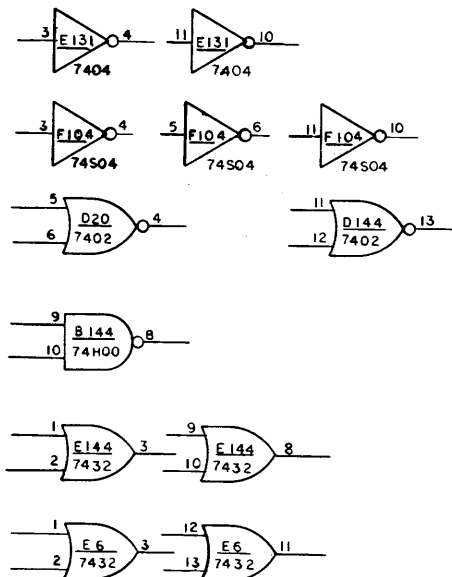 3 E131 4 11 E131 10
7404 7404
3 F104 4 5 F104 6 11 F104 10
74S04 74S04 74S04
5 D20 4 11 D144 13
6 7402 12 7402
9 B144 8
10 74H00
1 E144 3 9 E144 8
2 7432 10 7432
1 E6 3 12 E6 11
2 7432 13 7432